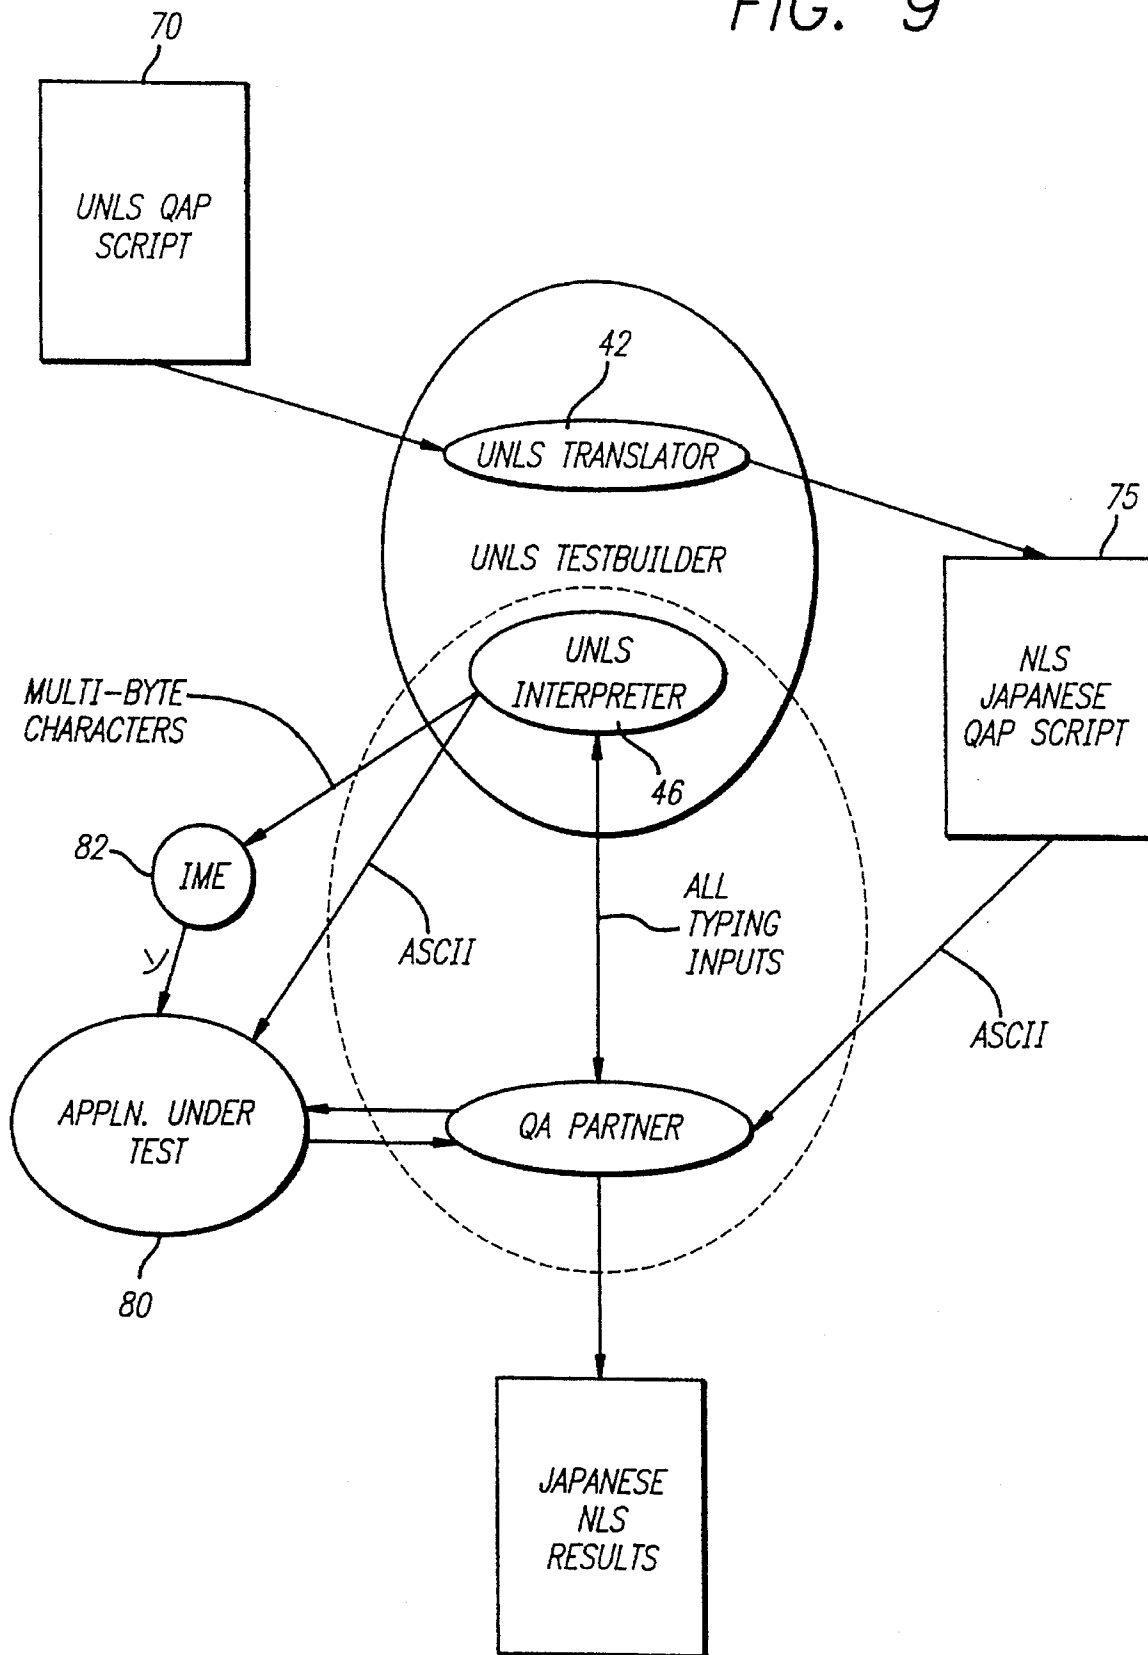 FIG. 9
70
UNLS QAP
SCRIPT
42
UNLS TRANSLATOR
75
UNLS TESTBUILDER
UNLS
INTERPRETER
NLS
JAPANESE
QAP SCRIPT
MULTI-BYTE
CHARACTERS
46
82
IME
ALL
TYPING
INPUTS
ASCII
ASCII
ソ
APPLN. UNDER
TEST
QA PARTNER
80
JAPANESE
NLS
RESULTS